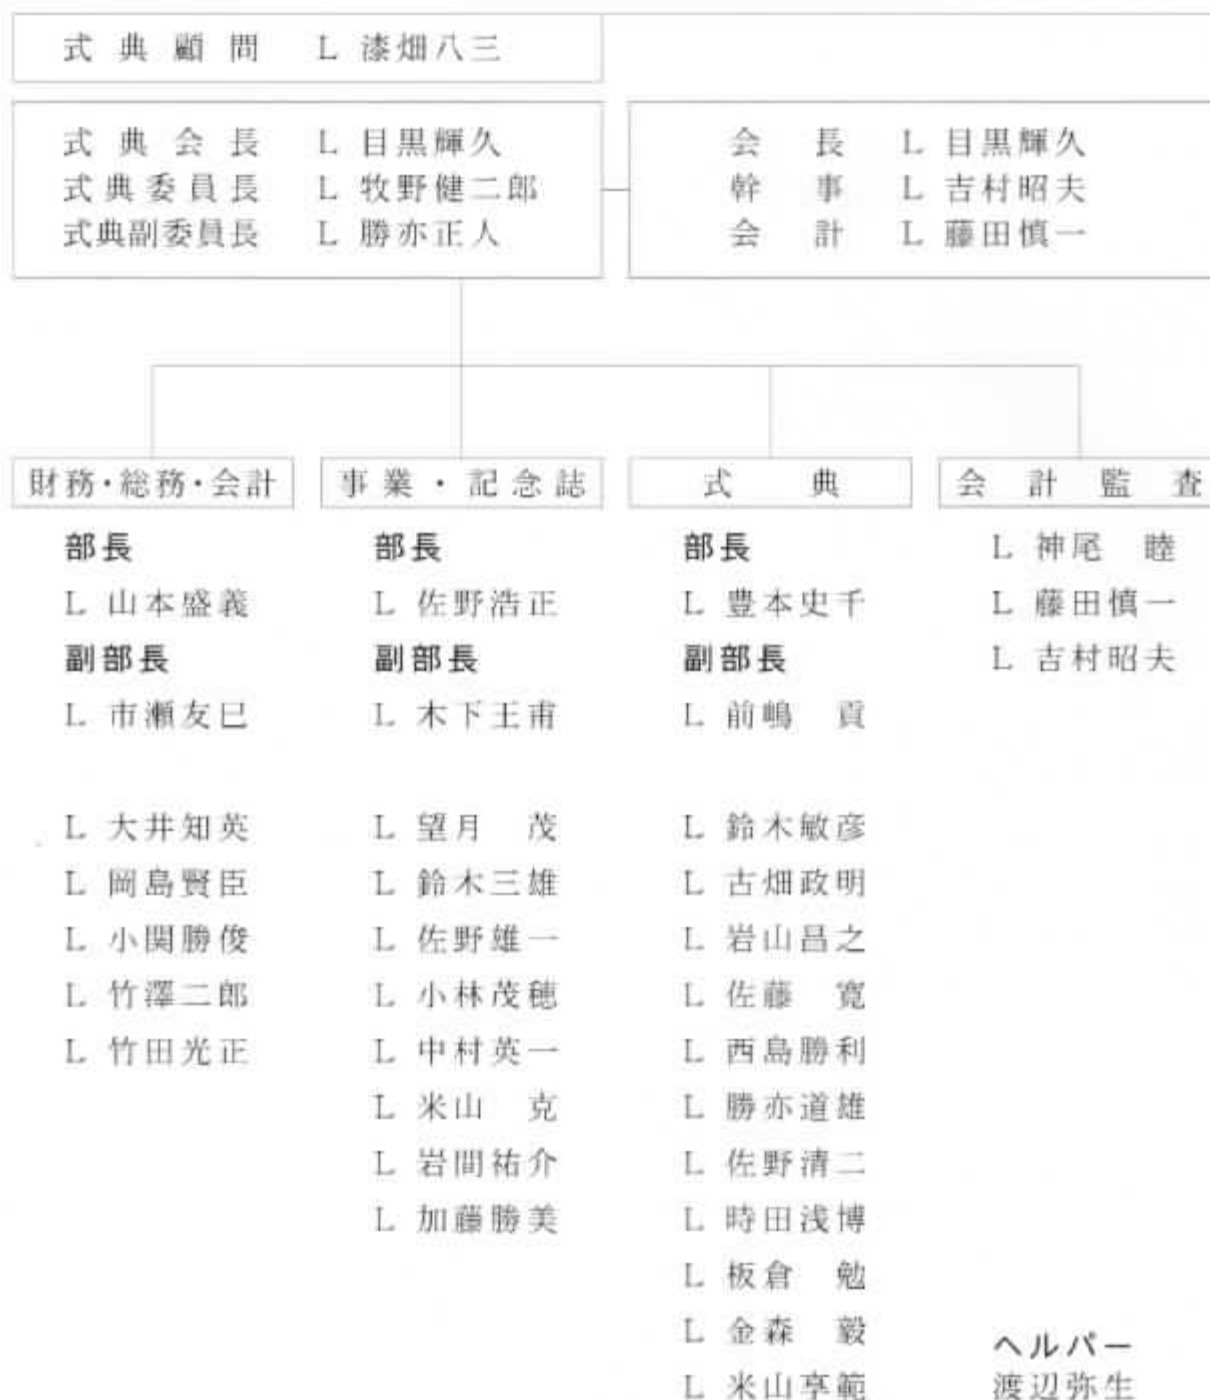 式典顧問 L 漆畑八三
式典会長 L 目黒輝久
式典委員長 L 牧野健二郎
式典副委員長 L 勝亦正人
会長 L 目黒輝久
幹事 L 吉村昭夫
会計 L 藤田慎一
財務・総務・会計
部長
L 山本盛義
副部長
L 市瀬友巳
L 大井知英
L 岡島賢臣
L 小関勝俊
L 竹澤二郎
L 竹田光正
事業・記念誌
部長
L 佐野浩正
副部長
L 木下王甫
L 望月 茂
L 鈴木三雄
L 佐野雄一
L 小林茂穂
L 中村英一
L 米山 克
L 岩間祐介
L 加藤勝美
式典
部長
L 豊本史千
副部長
L 前嶋 貢
L 鈴木敏彦
L 古畑政明
L 岩山昌之
L 佐藤 寛
L 西島勝利
L 勝亦道雄
L 佐野清二
L 時田浅博
L 板倉 勉
L 金森 毅
L 米山享範
会計監査
L 神尾 睦
L 藤田慎一
L 吉村昭夫
ヘルパー
渡辺弥生